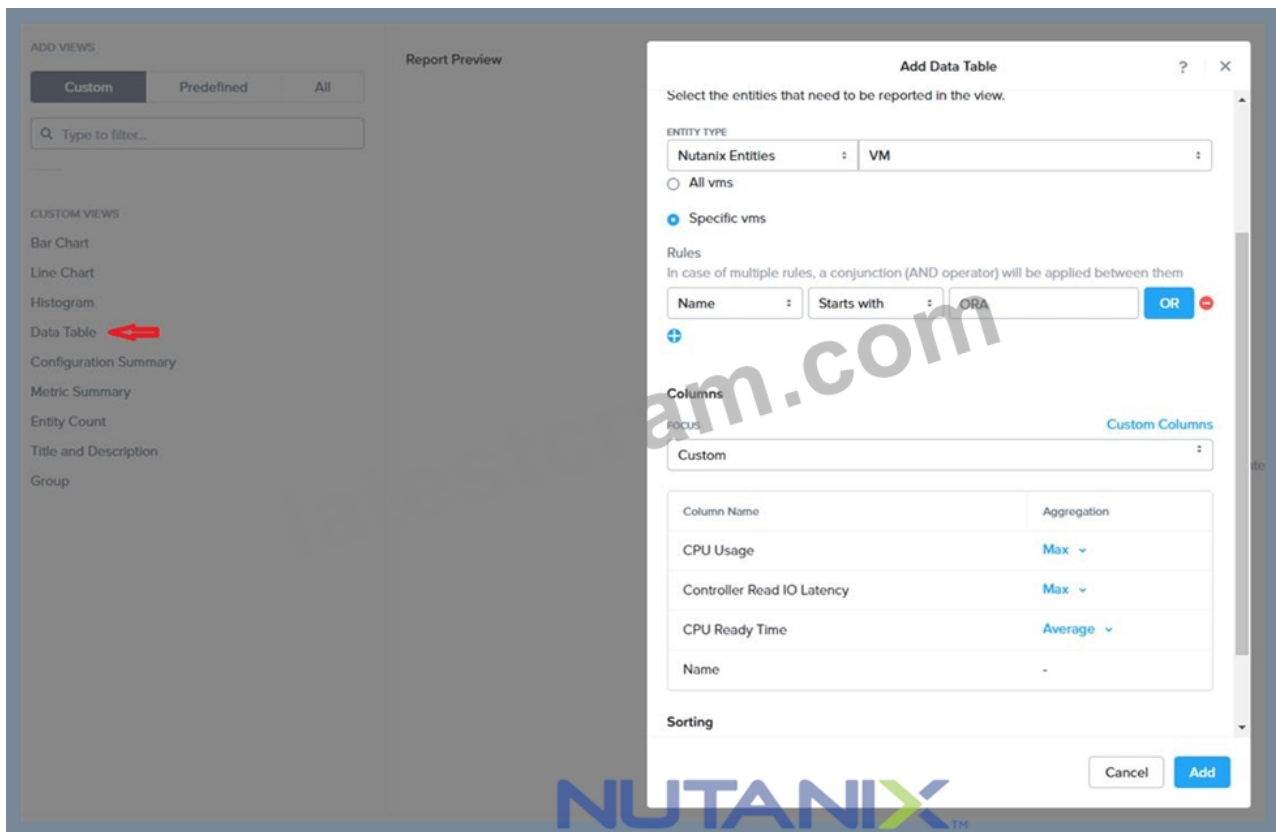 ADD VIEWS
Custom Predefined All
Type to filter...
CUSTOM VIEWS
Bar Chart
Line Chart
Histogram
Data Table
Configuration Summary
Metric Summary
Entity Count
Title and Description
Group
Report Preview
Add Data Table ? ×
Select the entities that need to be reported in the view.
ENTITY TYPE
Nutanix Entities VM
All vms
Specific vms
Rules
In case of multiple rules, a conjunction (AND operator) will be applied between them
Name Starts with ORA OR
Columns
FOCUS Custom Columns
Custom
Column Name Aggregation
CPU Usage Max
Controller Read IO Latency Max
CPU Ready Time Average
Name -
Sorting
Cancel Add
NUTANIX™